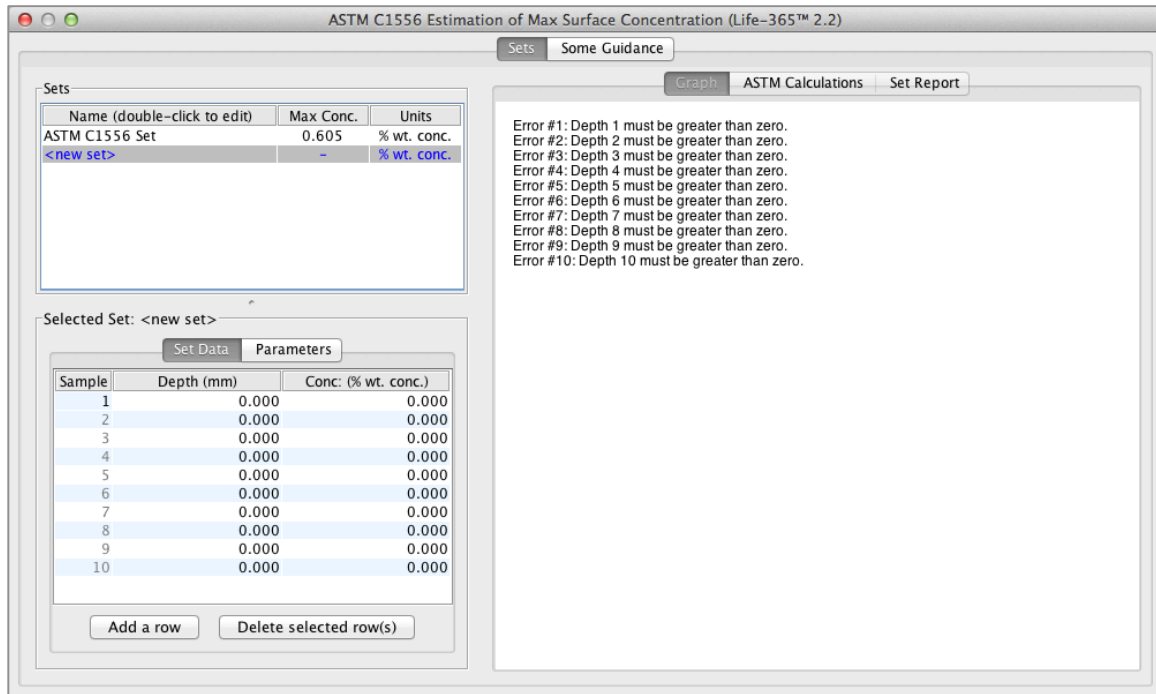 ASTM C1556 Estimation of Max Surface Concentration (Life-365™ 2.2)
Sets Some Guidance
Sets
Name (double-click to edit) Max Conc. Units
ASTM C1556 Set 0.605 % wt. conc.
<new set> – % wt. conc.
Selected Set: <new set>
Set Data Parameters
Sample Depth (mm) Conc: (% wt. conc.)
1 0.000 0.000
2 0.000 0.000
3 0.000 0.000
4 0.000 0.000
5 0.000 0.000
6 0.000 0.000
7 0.000 0.000
8 0.000 0.000
9 0.000 0.000
10 0.000 0.000
Add a row Delete selected row(s)
Graph ASTM Calculations Set Report
Error #1: Depth 1 must be greater than zero.
Error #2: Depth 2 must be greater than zero.
Error #3: Depth 3 must be greater than zero.
Error #4: Depth 4 must be greater than zero.
Error #5: Depth 5 must be greater than zero.
Error #6: Depth 6 must be greater than zero.
Error #7: Depth 7 must be greater than zero.
Error #8: Depth 8 must be greater than zero.
Error #9: Depth 9 must be greater than zero.
Error #10: Depth 10 must be greater than zero.